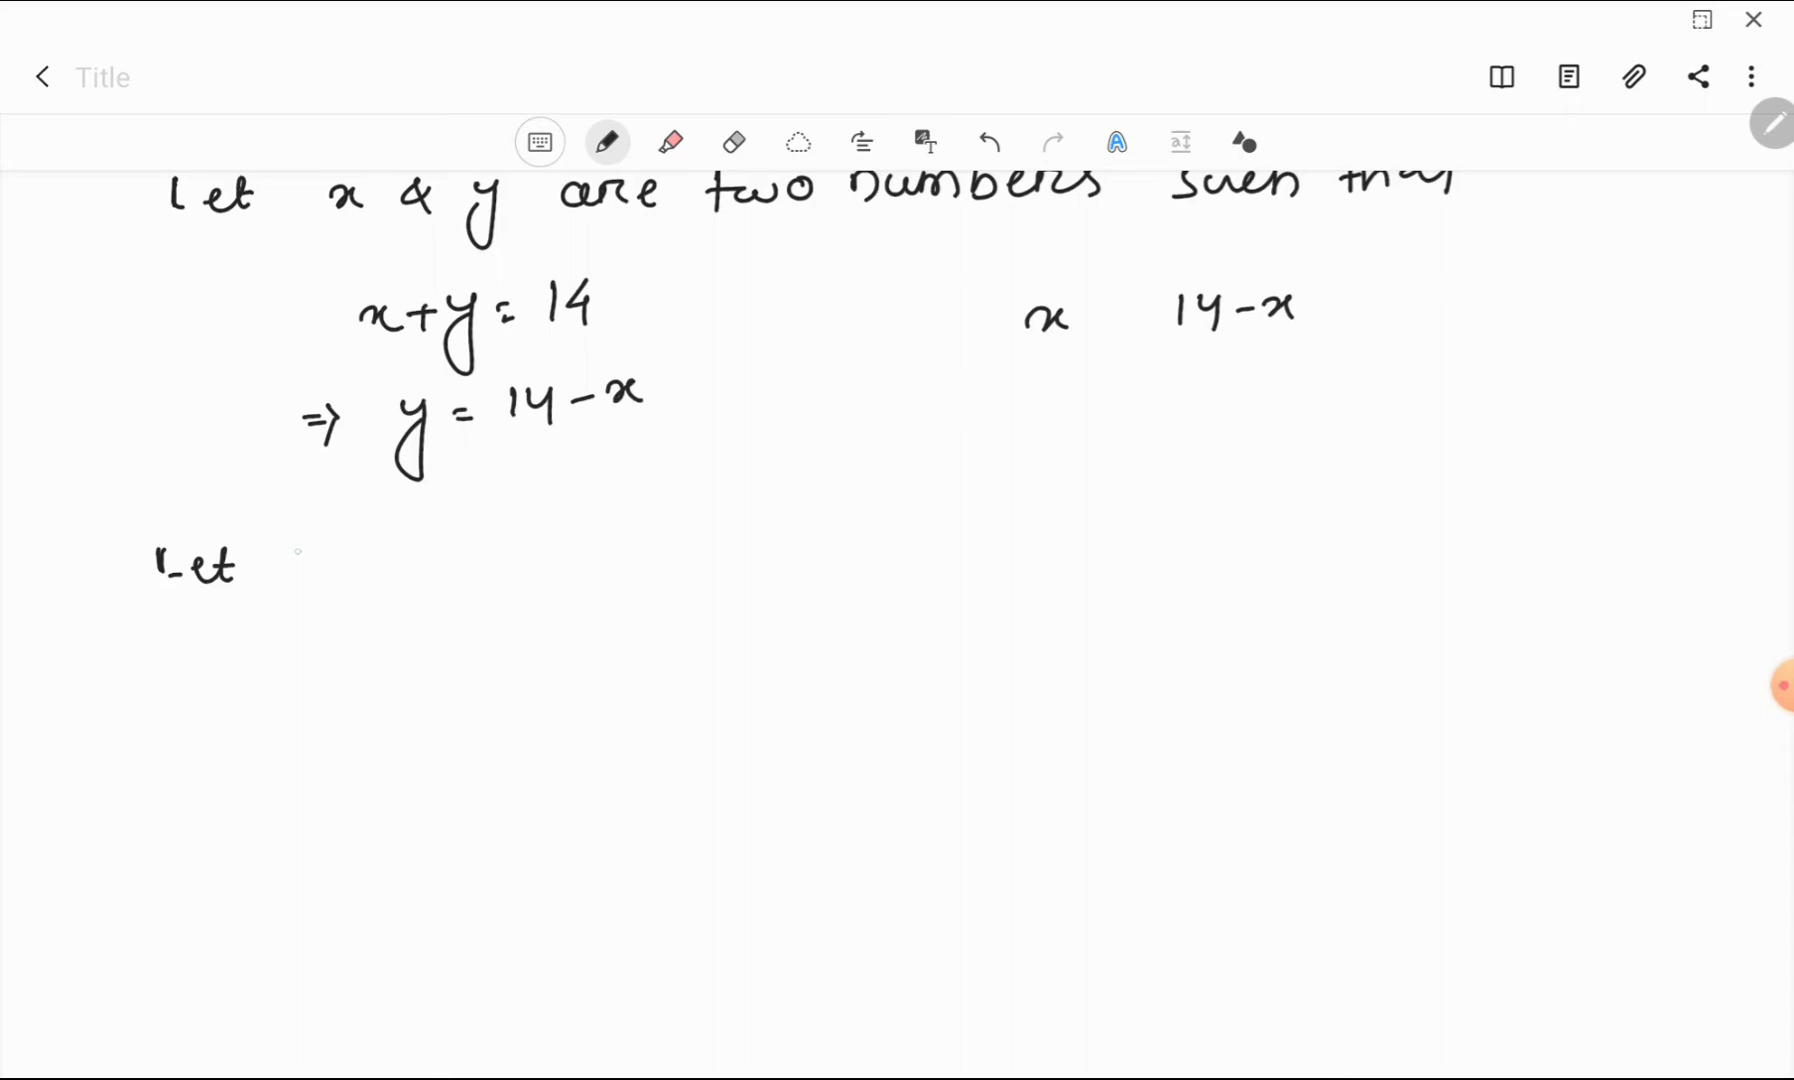 Title
Let x & y are two numbers such that
x+y = 14
x 14-x
⇒ y = 14-x
Let